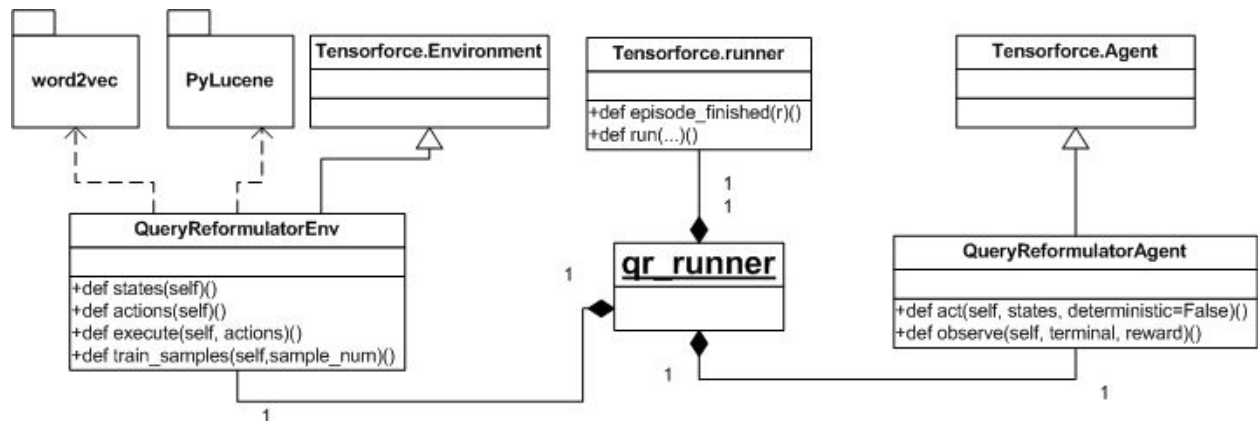 word2vec
PyLucene
Tensorforce.Environment
Tensorforce.runner
+def episode_finished(r)()
+def run(...)()
Tensorforce.Agent
QueryReformulatorEnv
+def states(self)()
+def actions(self)()
+def execute(self, actions)()
+def train_samples(self,sample_num)()
1
1
qr_runner
1
1
QueryReformulatorAgent
+def act(self, states, deterministic=False)()
+def observe(self, terminal, reward)()
1
1